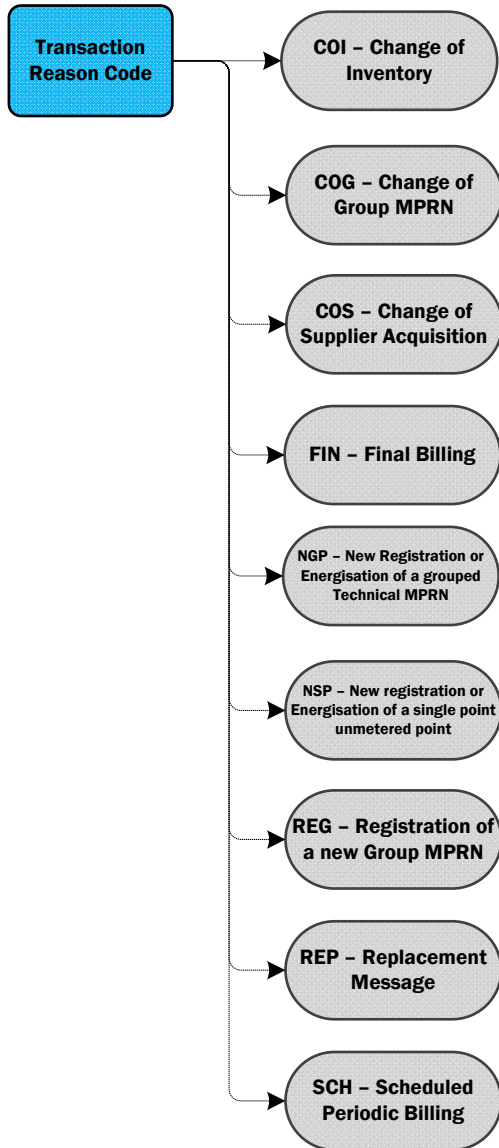 Transaction
Reason Code
COI – Change of
Inventory
COG – Change of
Group MPRN
COS – Change of
Supplier Acquisition
FIN – Final Billing
NGP – New Registration or
Energisation of a grouped
Technical MPRN
NSP – New registration or
Energisation of a single point
unmetered point
REG – Registration of
a new Group MPRN
REP – Replacement
Message
SCH – Scheduled
Periodic Billing